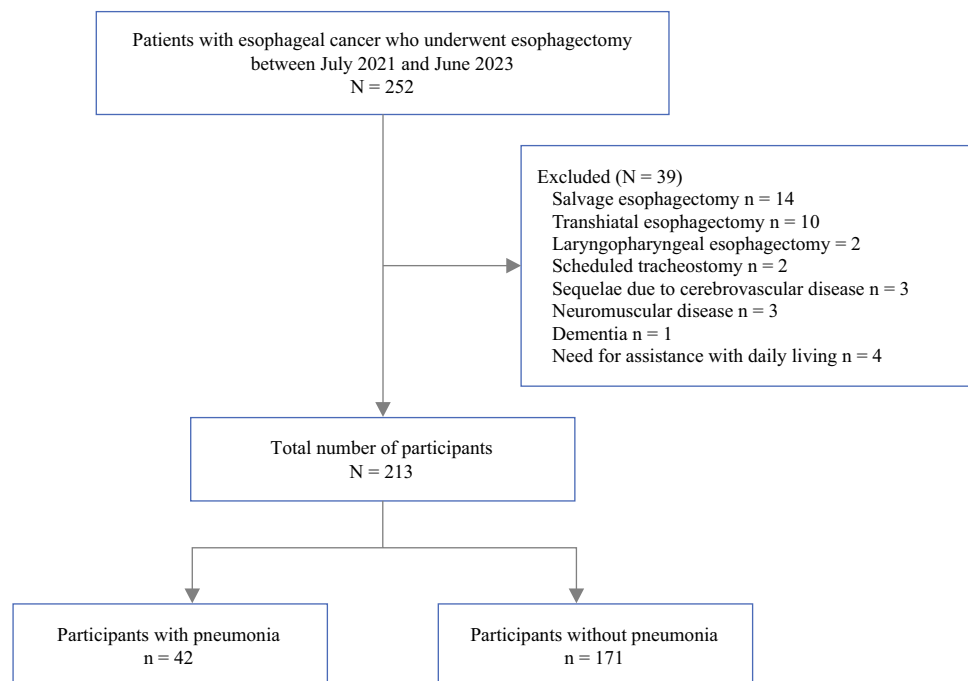 Patients with esophageal cancer who underwent esophagectomy
between July 2021 and June 2023
N = 252
Excluded (N = 39)
Salvage esophagectomy n = 14
Transhiatal esophagectomy n = 10
Laryngopharyngeal esophagectomy = 2
Scheduled tracheostomy n = 2
Sequelae due to cerebrovascular disease n = 3
Neuromuscular disease n = 3
Dementia n = 1
Need for assistance with daily living n = 4
Total number of participants
N = 213
Participants with pneumonia
n = 42
Participants without pneumonia
n = 171